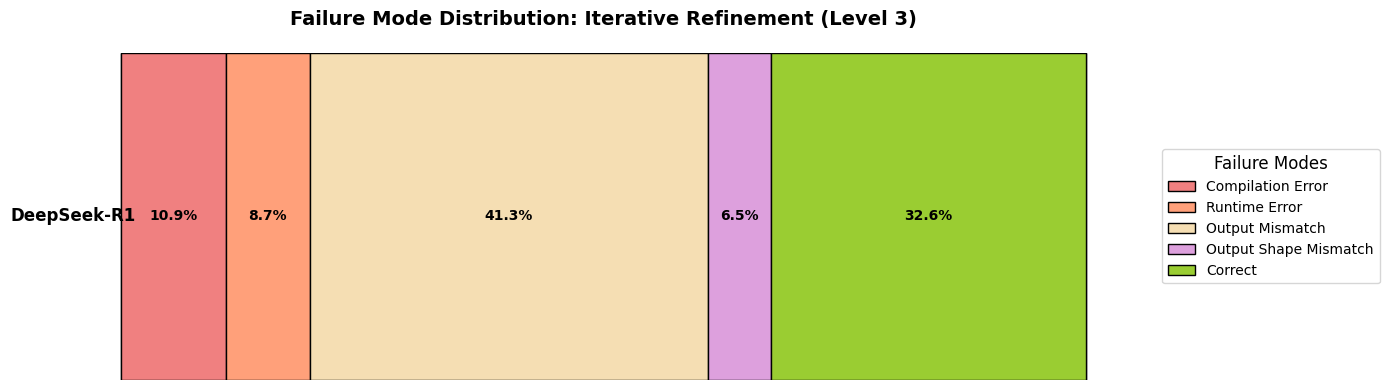 Failure Mode Distribution: Iterative Refinement (Level 3)
DeepSeek-R1
10.9%
8.7%
41.3%
6.5%
32.6%
Failure Modes
Compilation Error
Runtime Error
Output Mismatch
Output Shape Mismatch
Correct